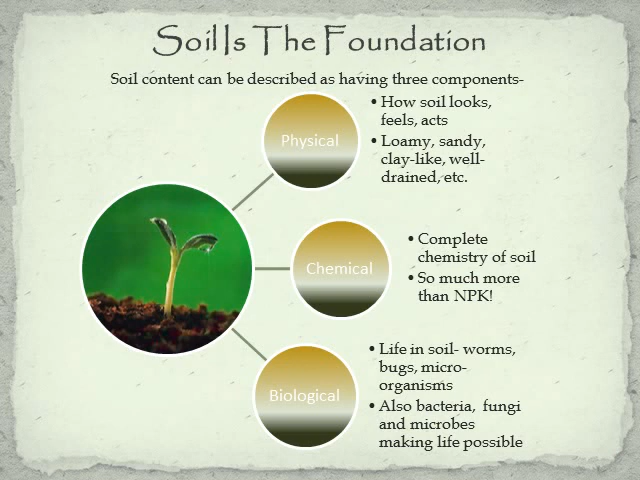 Soil Is The Foundation
Soil content can be described as having three components-
Physical
• How soil looks,
feels, acts
• Loamy, sandy,
clay-like, well-
drained, etc.
Chemical
• Complete
chemistry of soil
• So much more
than NPK!
Biological
• Life in soil- worms,
bugs, micro-
organisms
• Also bacteria, fungi
and microbes
making life possible